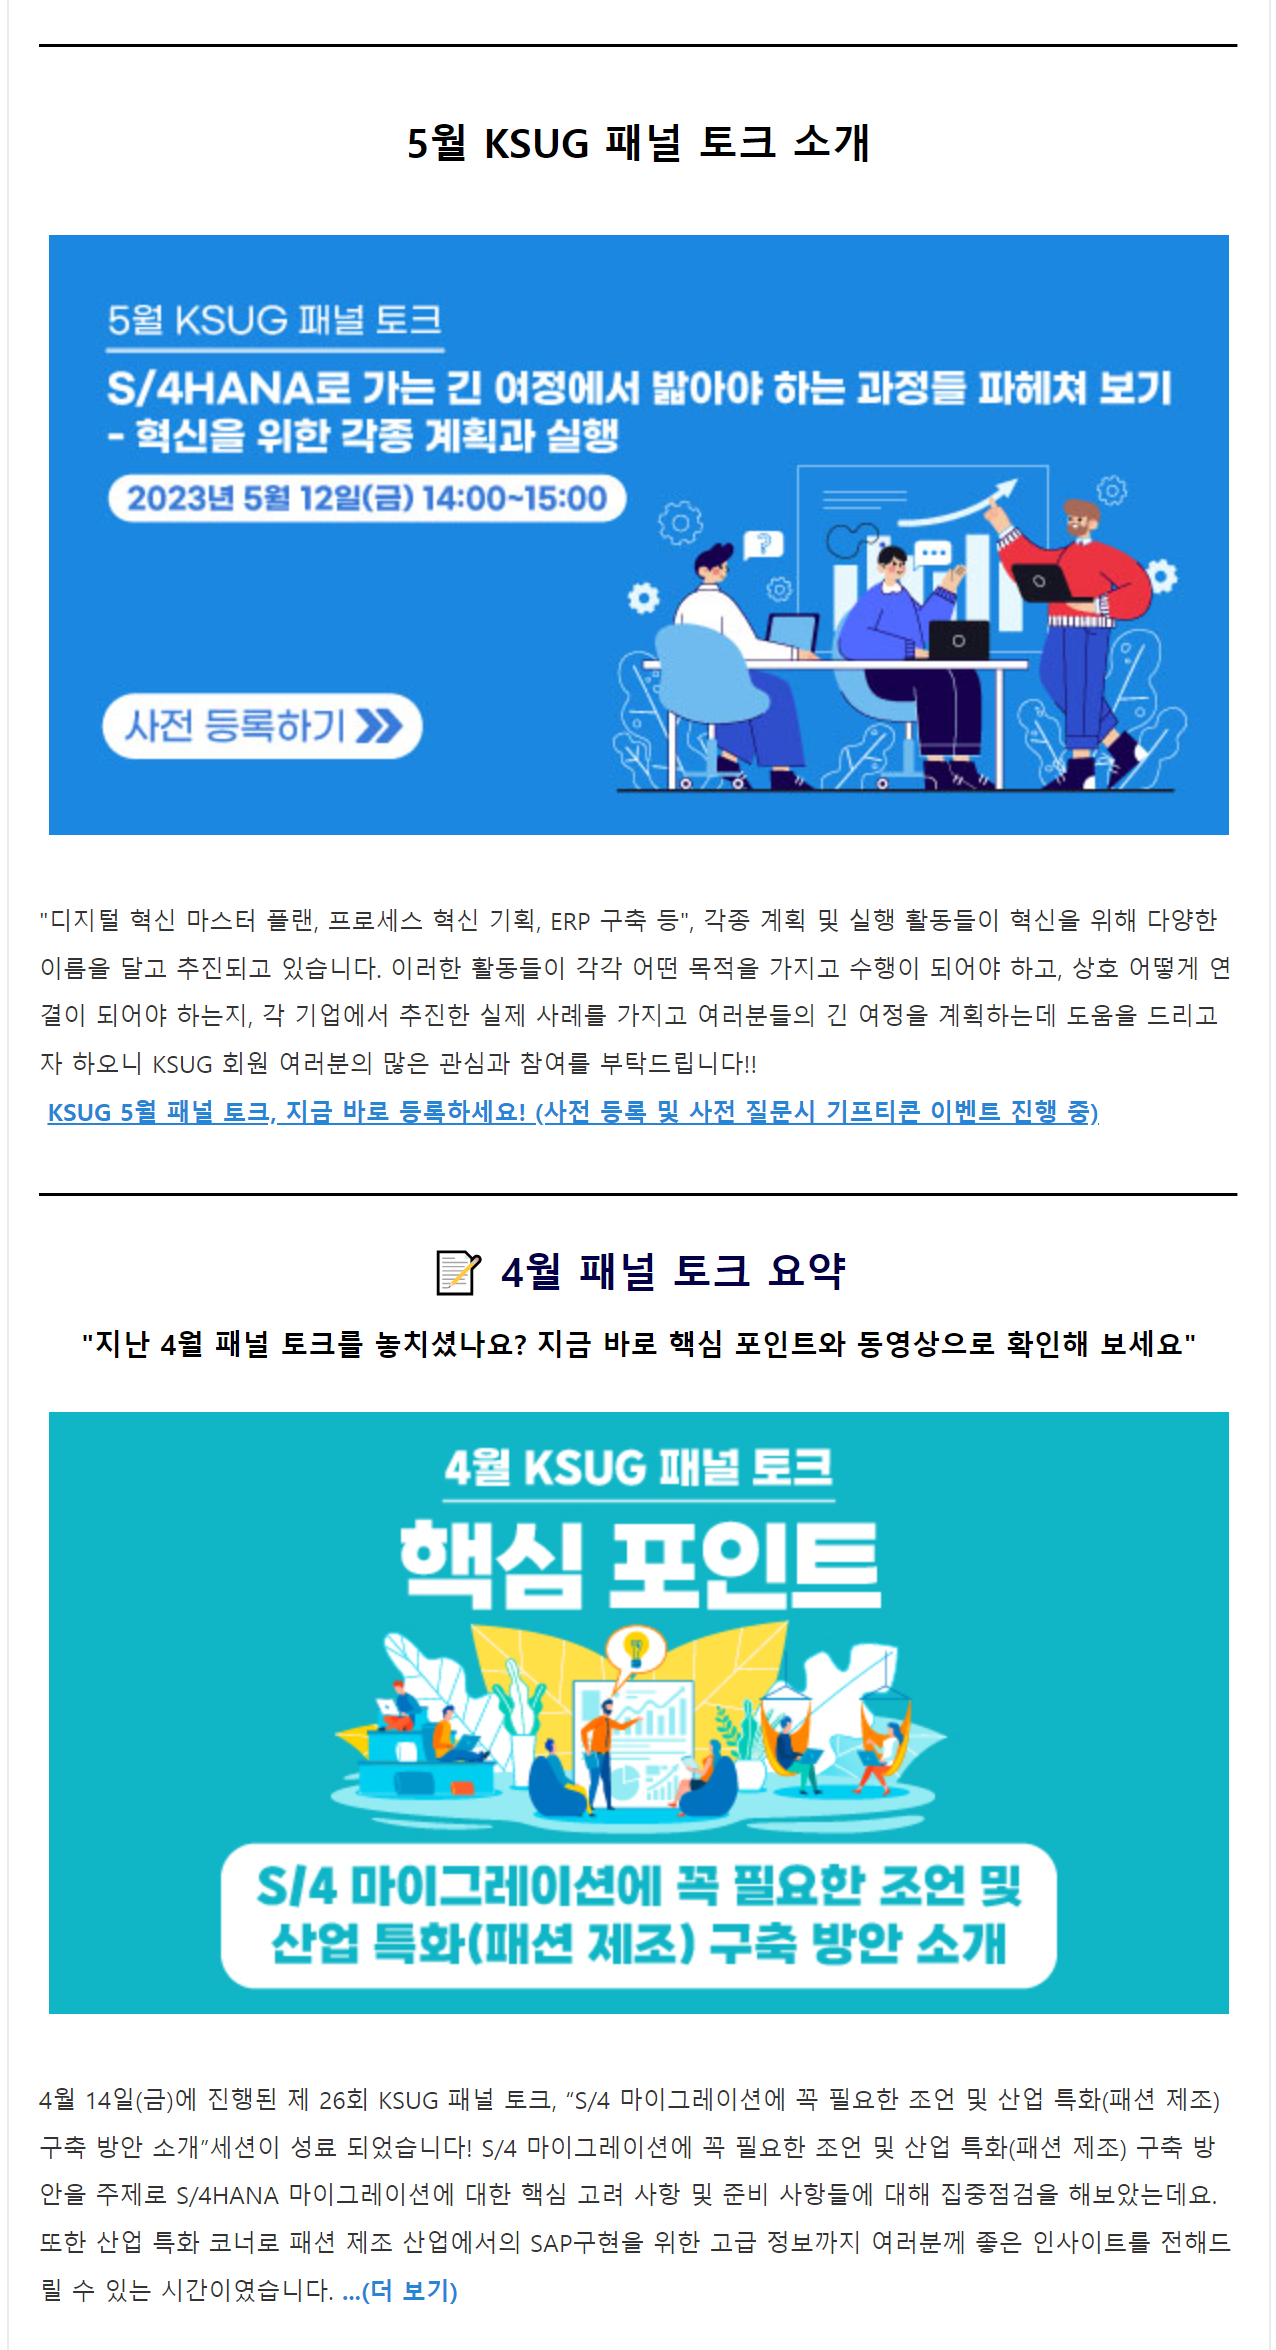 5월 KSUG 패널 토크 소개
5월 KSUG 패널 토크
S/4HANA로 가는 긴 여정에서 밟아야 하는 과정들 파헤쳐 보기
- 혁신을 위한 각종 계획과 실행
2023년 5월 12일(금) 14:00~15:00
?
사전 등록하기
"디지털 혁신 마스터 플랜, 프로세스 혁신 기획, ERP 구축 등", 각종 계획 및 실행 활동들이 혁신을 위해 다양한
이름을 달고 추진되고 있습니다. 이러한 활동들이 각각 어떤 목적을 가지고 수행이 되어야 하고, 상호 어떻게 연
결이 되어야 하는지, 각 기업에서 추진한 실제 사례를 가지고 여러분들의 긴 여정을 계획하는데 도움을 드리고
자 하오니 KSUG 회원 여러분의 많은 관심과 참여를 부탁드립니다!!
KSUG 5월 패널 토크, 지금 바로 등록하세요! (사전 등록 및 사전 질문시 기프티콘 이벤트 진행 중)
📝 4월 패널 토크 요약
"지난 4월 패널 토크를 놓치셨나요? 지금 바로 핵심 포인트와 동영상으로 확인해 보세요"
4월 KSUG 패널 토크
핵심 포인트
S/4 마이그레이션에 꼭 필요한 조언 및
산업 특화(패션 제조) 구축 방안 소개
4월 14일(금)에 진행된 제 26회 KSUG 패널 토크, “S/4 마이그레이션에 꼭 필요한 조언 및 산업 특화(패션 제조)
구축 방안 소개”세션이 성료 되었습니다! S/4 마이그레이션에 꼭 필요한 조언 및 산업 특화(패션 제조) 구축 방
안을 주제로 S/4HANA 마이그레이션에 대한 핵심 고려 사항 및 준비 사항들에 대해 집중점검을 해보았는데요.
또한 산업 특화 코너로 패션 제조 산업에서의 SAP구현을 위한 고급 정보까지 여러분께 좋은 인사이트를 전해드
릴 수 있는 시간이였습니다. ...(더 보기)